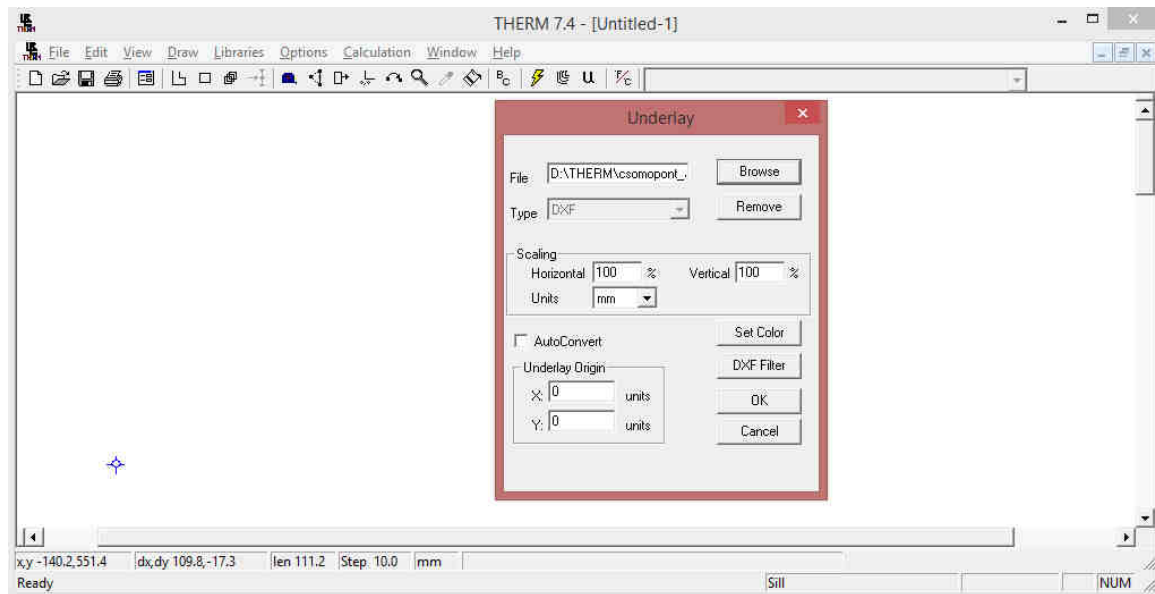 THERM 7.4 - [Untitled-1]
File Edit View Draw Libraries Options Calculation Window Help
Underlay
File D:\THERM\csomopont_. Browse
Type DXF Remove
Scaling
Horizontal 100 % Vertical 100 %
Units mm
AutoConvert Set Color
Underlay Origin DXF Filter
X: 0 units OK
Y: 0 units Cancel
x,y -140.2,551.4 dx,dy 109.8,-17.3 len 111.2 Step 10.0 mm
Ready Sill NUM